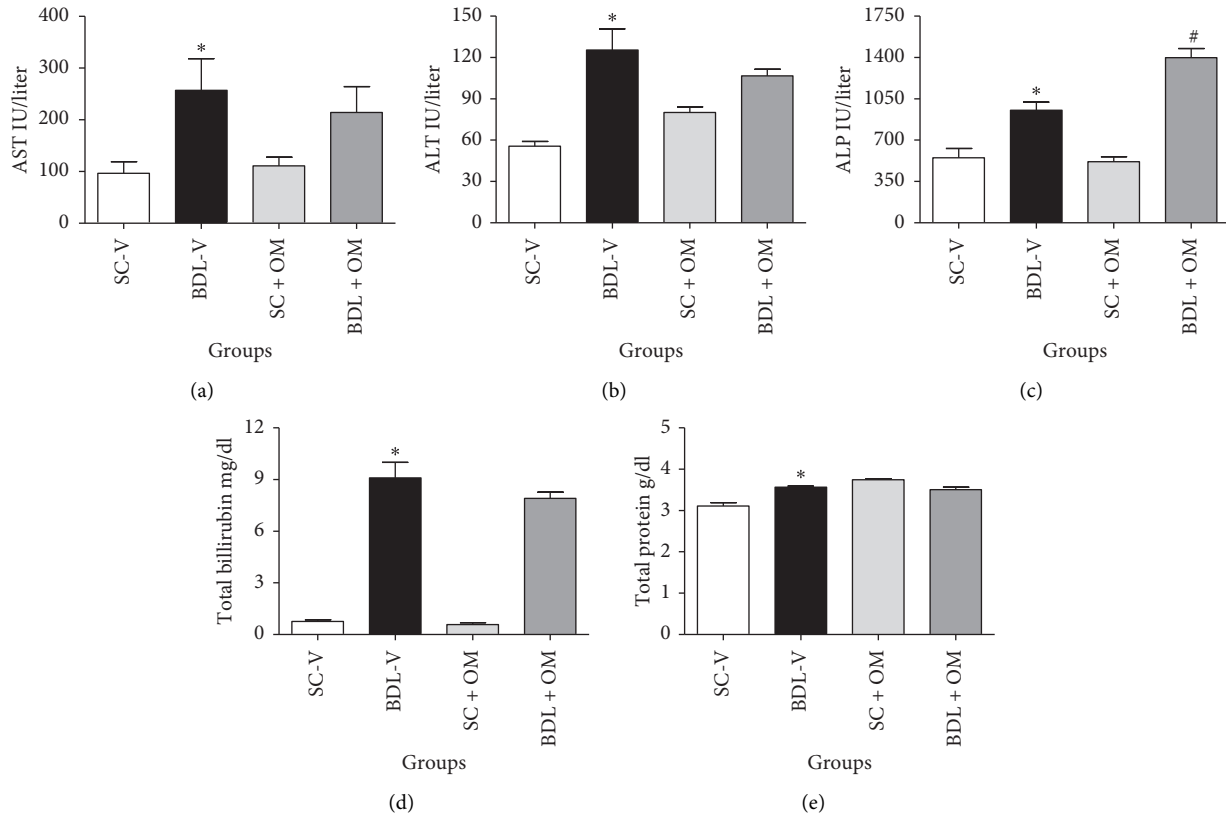 AST IU/liter
400
300
200
100
0
*
SC-V
BDL-V
SC + OM
BDL + OM
Groups
(a)
ALT IU/liter
150
120
90
60
30
0
*
SC-V
BDL-V
SC + OM
BDL + OM
Groups
(b)
ALP IU/liter
1750
1400
1050
700
350
0
*
#
SC-V
BDL-V
SC + OM
BDL + OM
Groups
(c)
Total billirubin mg/dl
12
9
6
3
0
*
SC-V
BDL-V
SC + OM
BDL + OM
Groups
(d)
Total protein g/dl
5
4
3
2
1
0
*
SC-V
BDL-V
SC + OM
BDL + OM
Groups
(e)